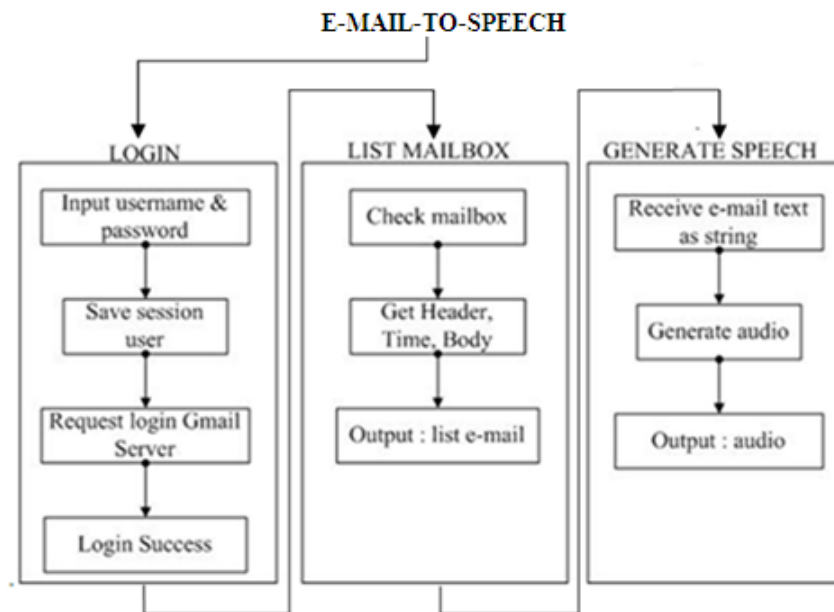 E-MAIL-TO-SPEECH
LOGIN
Input username &
password
Save session
user
Request login Gmail
Server
Login Success
LIST MAILBOX
Check mailbox
Get Header,
Time, Body
Output : list e-mail
GENERATE SPEECH
Receive e-mail text
as string
Generate audio
Output : audio